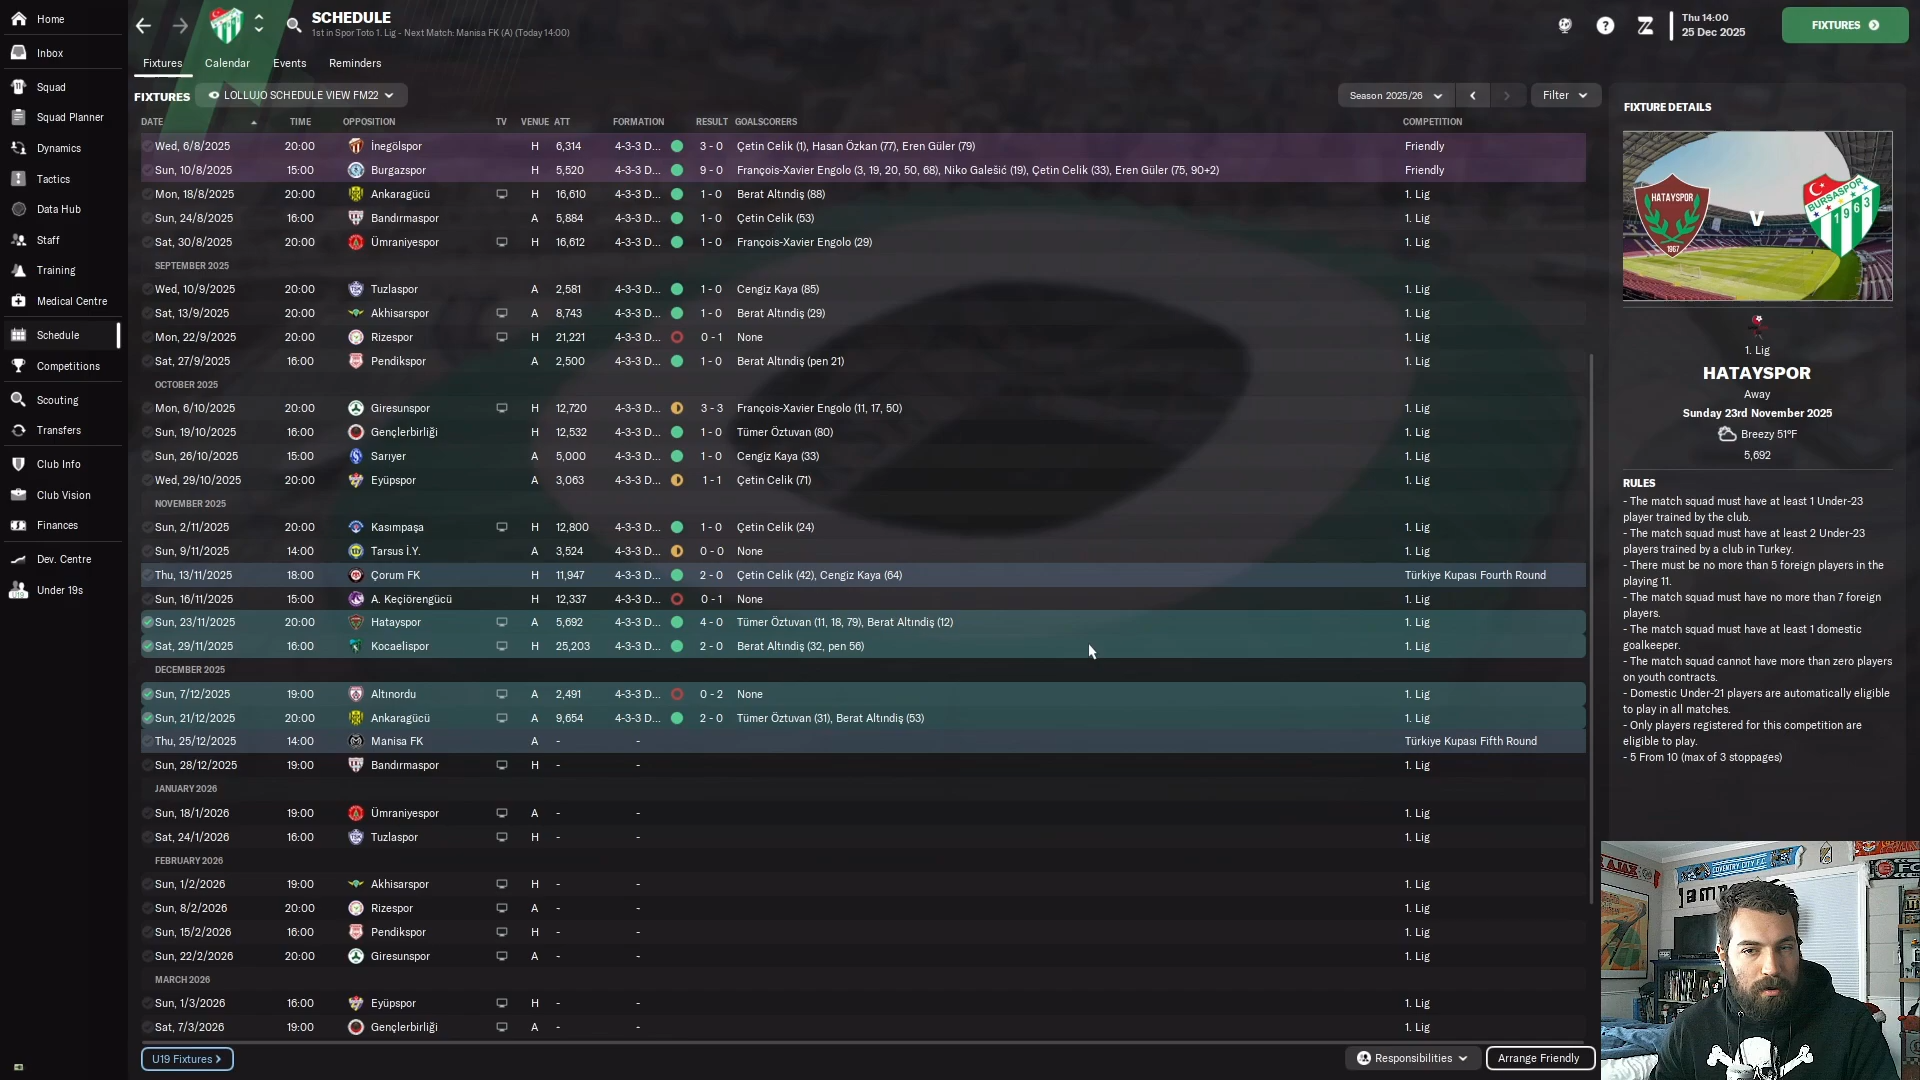 Home
Inbox
Squad
Squad Planner
Dynamics
Tactics
Data Hub
Staff
Training
Medical Centre
Schedule
Competitions
Scouting
Transfers
Club Info
Club Vision
Finances
Dev. Centre
Under 19s
SCHEDULE
1st in Spor Toto 1. Lig - Next Match: Manisa FK (A) (Today 14:00)
Thu 14:00
25 Dec 2025
FIXTURES
Fixtures Calendar Events Reminders
FIXTURES LOLLUJO SCHEDULE VIEW FM22 Season 2025/26 Filter
DATE TIME OPPOSITION TV VENUE ATT FORMATION RESULT GOALSCORERS COMPETITION
Wed, 6/8/2025 20:00 İnegölspor H 6,314 4-3-3 D... 3 - 0 Çetin Celik (1), Hasan Özkan (77), Eren Güler (79) Friendly
Sun, 10/8/2025 15:00 Burgazspor H 5,520 4-3-3 D... 9 - 0 François-Xavier Engolo (3, 19, 20, 50, 68), Niko Galešić (19), Çetin Celik (33), Eren Güler (75, 90+2) Friendly
Mon, 18/8/2025 20:00 Ankaragücü H 16,610 4-3-3 D... 1 - 0 Berat Altındiş (88) 1. Lig
Sun, 24/8/2025 16:00 Bandırmaspor A 5,884 4-3-3 D... 1 - 0 Çetin Celik (53) 1. Lig
Sat, 30/8/2025 20:00 Ümraniyespor H 16,612 4-3-3 D... 1 - 0 François-Xavier Engolo (29) 1. Lig
SEPTEMBER 2025
Wed, 10/9/2025 20:00 Tuzlaspor A 2,581 4-3-3 D... 1 - 0 Cengiz Kaya (85) 1. Lig
Sat, 13/9/2025 20:00 Akhisarspor A 8,743 4-3-3 D... 1 - 0 Berat Altındiş (29) 1. Lig
Mon, 22/9/2025 20:00 Rizespor H 21,221 4-3-3 D... 0 - 1 None 1. Lig
Sat, 27/9/2025 16:00 Pendikspor A 2,500 4-3-3 D... 1 - 0 Berat Altındiş (pen 21) 1. Lig
OCTOBER 2025
Mon, 6/10/2025 20:00 Giresunspor H 12,720 4-3-3 D... 3 - 3 François-Xavier Engolo (11, 17, 50) 1. Lig
Sun, 19/10/2025 16:00 Gençlerbirliği H 12,532 4-3-3 D... 1 - 0 Tümer Öztuvan (80) 1. Lig
Sun, 26/10/2025 15:00 Sarıyer A 5,000 4-3-3 D... 1 - 0 Cengiz Kaya (33) 1. Lig
Wed, 29/10/2025 20:00 Eyüpspor A 3,063 4-3-3 D... 1 - 1 Çetin Celik (71) 1. Lig
NOVEMBER 2025
Sun, 2/11/2025 20:00 Kasımpaşa H 12,800 4-3-3 D... 1 - 0 Çetin Celik (24) 1. Lig
Sun, 9/11/2025 14:00 Tarsus İ.Y. A 3,524 4-3-3 D... 0 - 0 None 1. Lig
Thu, 13/11/2025 18:00 Çorum FK H 11,947 4-3-3 D... 2 - 0 Çetin Celik (42), Cengiz Kaya (64) Türkiye Kupası Fourth Round
Sun, 16/11/2025 15:00 A. Keçiörengücü H 12,337 4-3-3 D... 0 - 1 None 1. Lig
Sun, 23/11/2025 20:00 Hatayspor A 5,692 4-3-3 D... 4 - 0 Tümer Öztuvan (11, 18, 79), Berat Altındiş (12) 1. Lig
Sat, 29/11/2025 16:00 Kocaelispor H 25,203 4-3-3 D... 2 - 0 Berat Altındiş (32, pen 56) 1. Lig
DECEMBER 2025
Sun, 7/12/2025 19:00 Altınordu A 2,491 4-3-3 D... 0 - 2 None 1. Lig
Sun, 21/12/2025 20:00 Ankaragücü A 9,654 4-3-3 D... 2 - 0 Tümer Öztuvan (31), Berat Altındiş (53) 1. Lig
Thu, 25/12/2025 14:00 Manisa FK A - - Türkiye Kupası Fifth Round
Sun, 28/12/2025 19:00 Bandırmaspor H - - 1. Lig
JANUARY 2026
Sun, 18/1/2026 19:00 Ümraniyespor A - - 1. Lig
Sat, 24/1/2026 16:00 Tuzlaspor H - - 1. Lig
FEBRUARY 2026
Sun, 1/2/2026 19:00 Akhisarspor H - - 1. Lig
Sun, 8/2/2026 20:00 Rizespor A - - 1. Lig
Sun, 15/2/2026 16:00 Pendikspor H - - 1. Lig
Sun, 22/2/2026 20:00 Giresunspor A - - 1. Lig
MARCH 2026
Sun, 1/3/2026 16:00 Eyüpspor H - - 1. Lig
Sat, 7/3/2026 19:00 Gençlerbirliği A - - 1. Lig
U19 Fixtures Responsibilities Arrange Friendly
FIXTURE DETAILS
HATAYSPOR
1967
V
BURSASPOR
1963
1. Lig
HATAYSPOR
Away
Sunday 23rd November 2025
Breezy 51°F
5,692
RULES
- The match squad must have at least 1 Under-23
player trained by the club.
- The match squad must have at least 2 Under-23
players trained by a club in Turkey.
- There must be no more than 5 foreign players in the
playing 11.
- The match squad must have no more than 7 foreign
players.
- The match squad must have at least 1 domestic
goalkeeper.
- The match squad cannot have more than zero players
on youth contracts.
- Domestic Under-21 players are automatically eligible
to play in all matches.
- Only players registered for this competition are
eligible to play.
- 5 From 10 (max of 3 stoppages)
AJAX
COVENTRY CITY F.C.